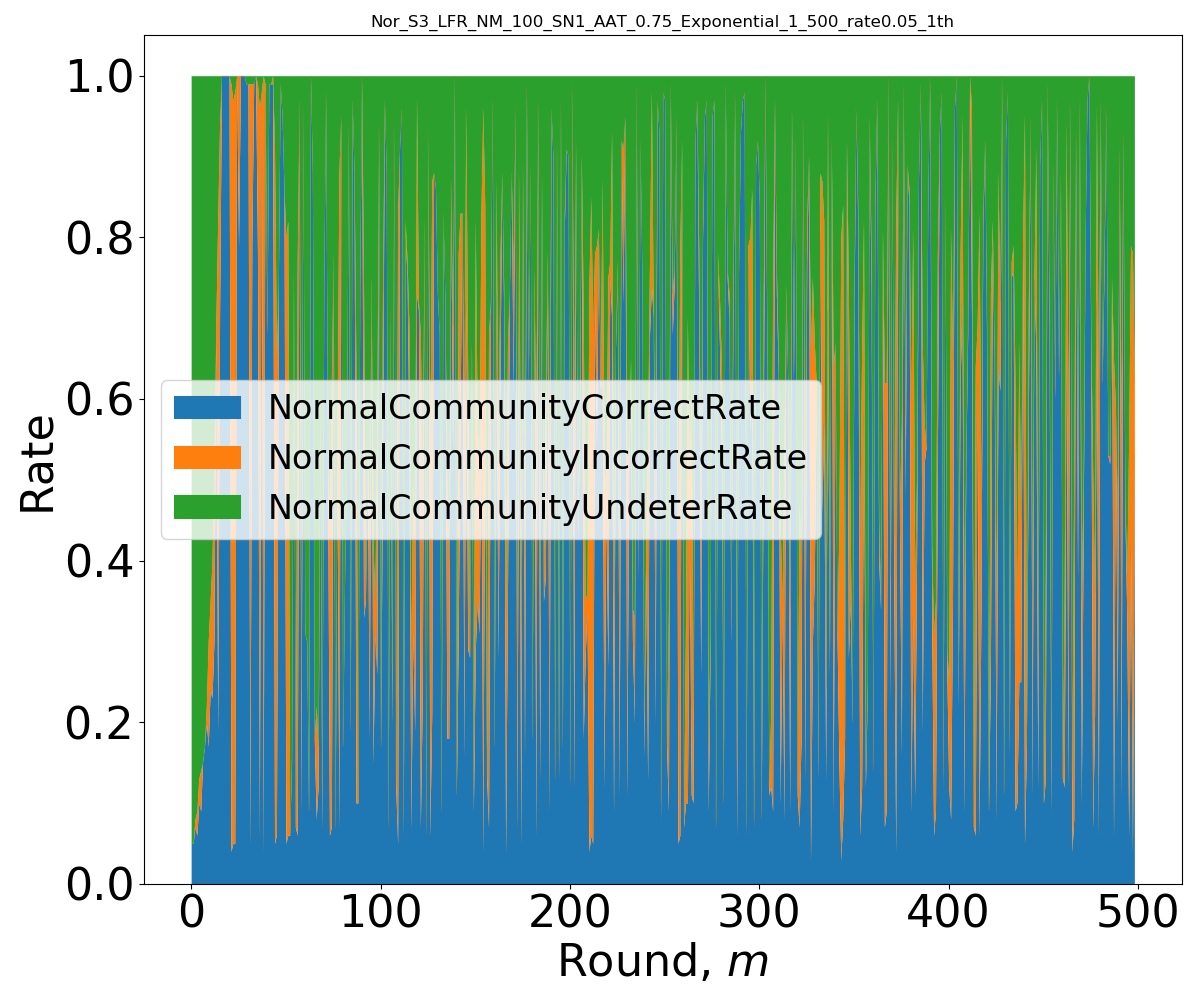 Nor_S3_LFR_NM_100_SN1_AAT_0.75_Exponential_1_500_rate0.05_1th
1.0
0.8
0.6
0.4
0.2
0.0
Rate
NormalCommunityCorrectRate
NormalCommunityIncorrectRate
NormalCommunityUndeterRate
0 100 200 300 400 500
Round, m